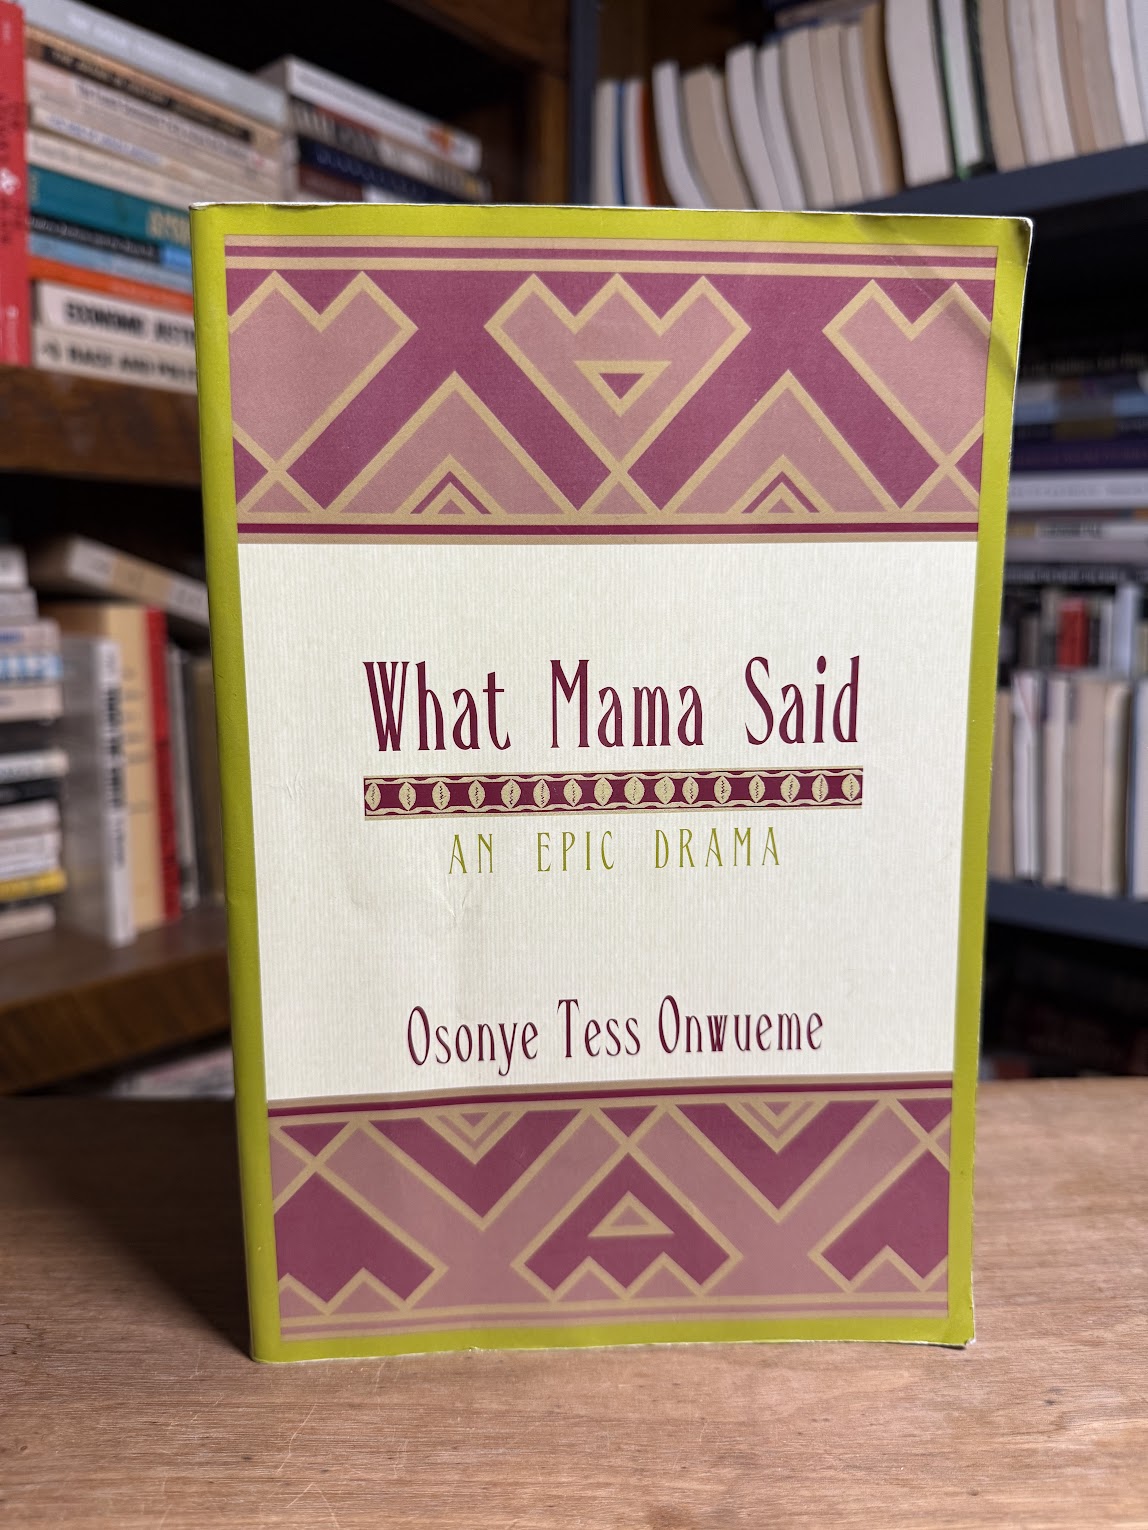 What Mama Said
AN EPIC DRAMA
Osonye Tess Onwueme